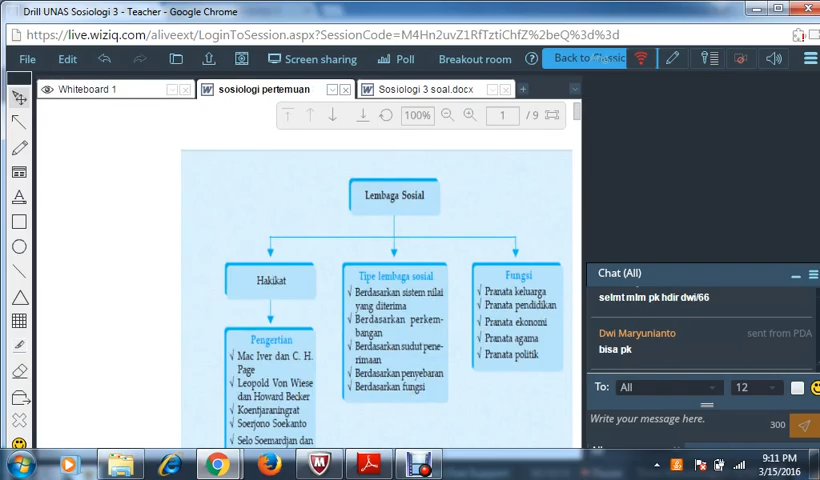 Drill UNAS Sosiologi 3 - Teacher - Google Chrome
https://live.wiziq.com/aliveext/LoginToSession.aspx?SessionCode=M4Hn2uvZ1RfTztiChfZ%2beQ%3d%3d
File Edit Screen sharing Poll Breakout room Back to Classic
Whiteboard 1 sosiologi pertemuan Sosiologi 3 soal.docx
100% 1 / 9
Lembaga Sosial
Hakikat
Pengertian
√ Mac Iver dan C. H.
Page
√ Leopold Von Wiese
dan Howard Becker
√ Koentjaraningrat
√ Soerjono Soekanto
√ Selo Soemardjan dan
Tipe lembaga sosial
√ Berdasarkan sistem nilai
yang diterima
√ Berdasarkan perkem-
bangan
√ Berdasarkan sudut pene-
rimaan
√ Berdasarkan penyebaran
√ Berdasarkan fungsi
Fungsi
√ Pranata keluarga
√ Pranata pendidikan
√ Pranata ekonomi
√ Pranata agama
√ Pranata politik
Chat (All)
selmt mlm pk hdir dwi/66
Dwi Maryunianto sent from PDA
bisa pk
To: All 12
Write your message here. 300
9:11 PM
3/15/2016